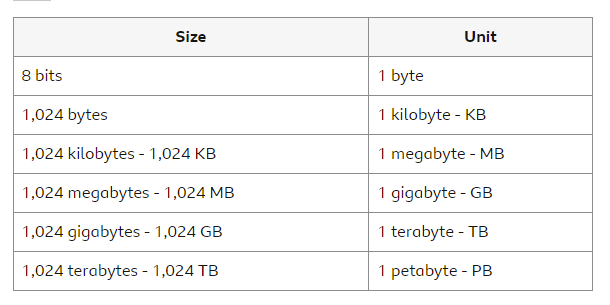 Size Unit
8 bits 1 byte
1,024 bytes 1 kilobyte - KB
1,024 kilobytes - 1,024 KB 1 megabyte - MB
1,024 megabytes - 1,024 MB 1 gigabyte - GB
1,024 gigabytes - 1,024 GB 1 terabyte - TB
1,024 terabytes - 1,024 TB 1 petabyte - PB